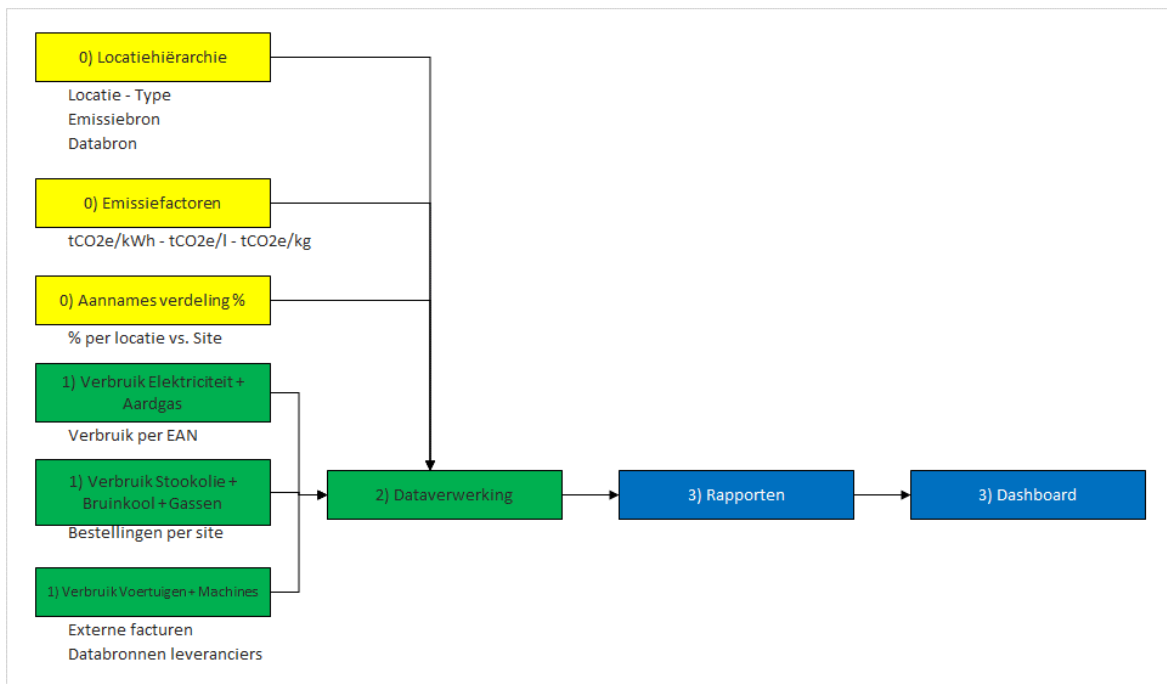 0) Locatiehiërarchie
Locatie - Type
Emissiebron
Databron
0) Emissiefactoren
tCO2e/kWh - tCO2e/l - tCO2e/kg
0) Aannames verdeling %
% per locatie vs. Site
1) Verbruik Elektriciteit +
Aardgas
Verbruik per EAN
1) Verbruik Stookolie +
Bruinkool + Gassen
Bestellingen per site
1) Verbruik Voertuigen + Machines
Externe facturen
Databronnen leveranciers
2) Dataverwerking
3) Rapporten
3) Dashboard